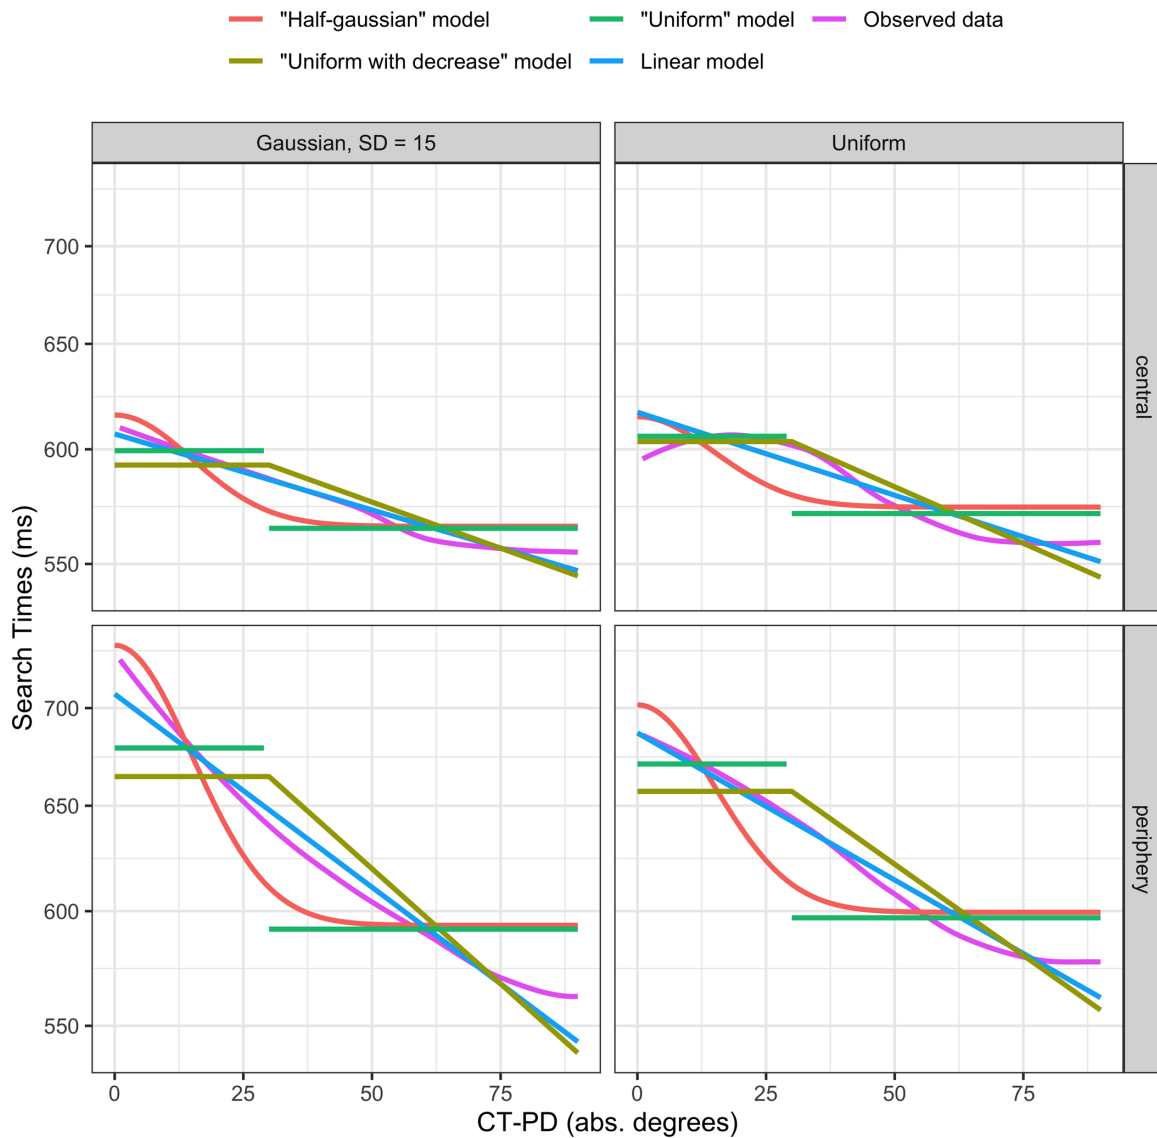 "Half-gaussian" model
"Uniform" model
Observed data
"Uniform with decrease" model
Linear model
Gaussian, SD = 15
Uniform
700
650
600
550
central
700
650
600
550
periphery
Search Times (ms)
0
25
50
75
0
25
50
75
CT-PD (abs. degrees)